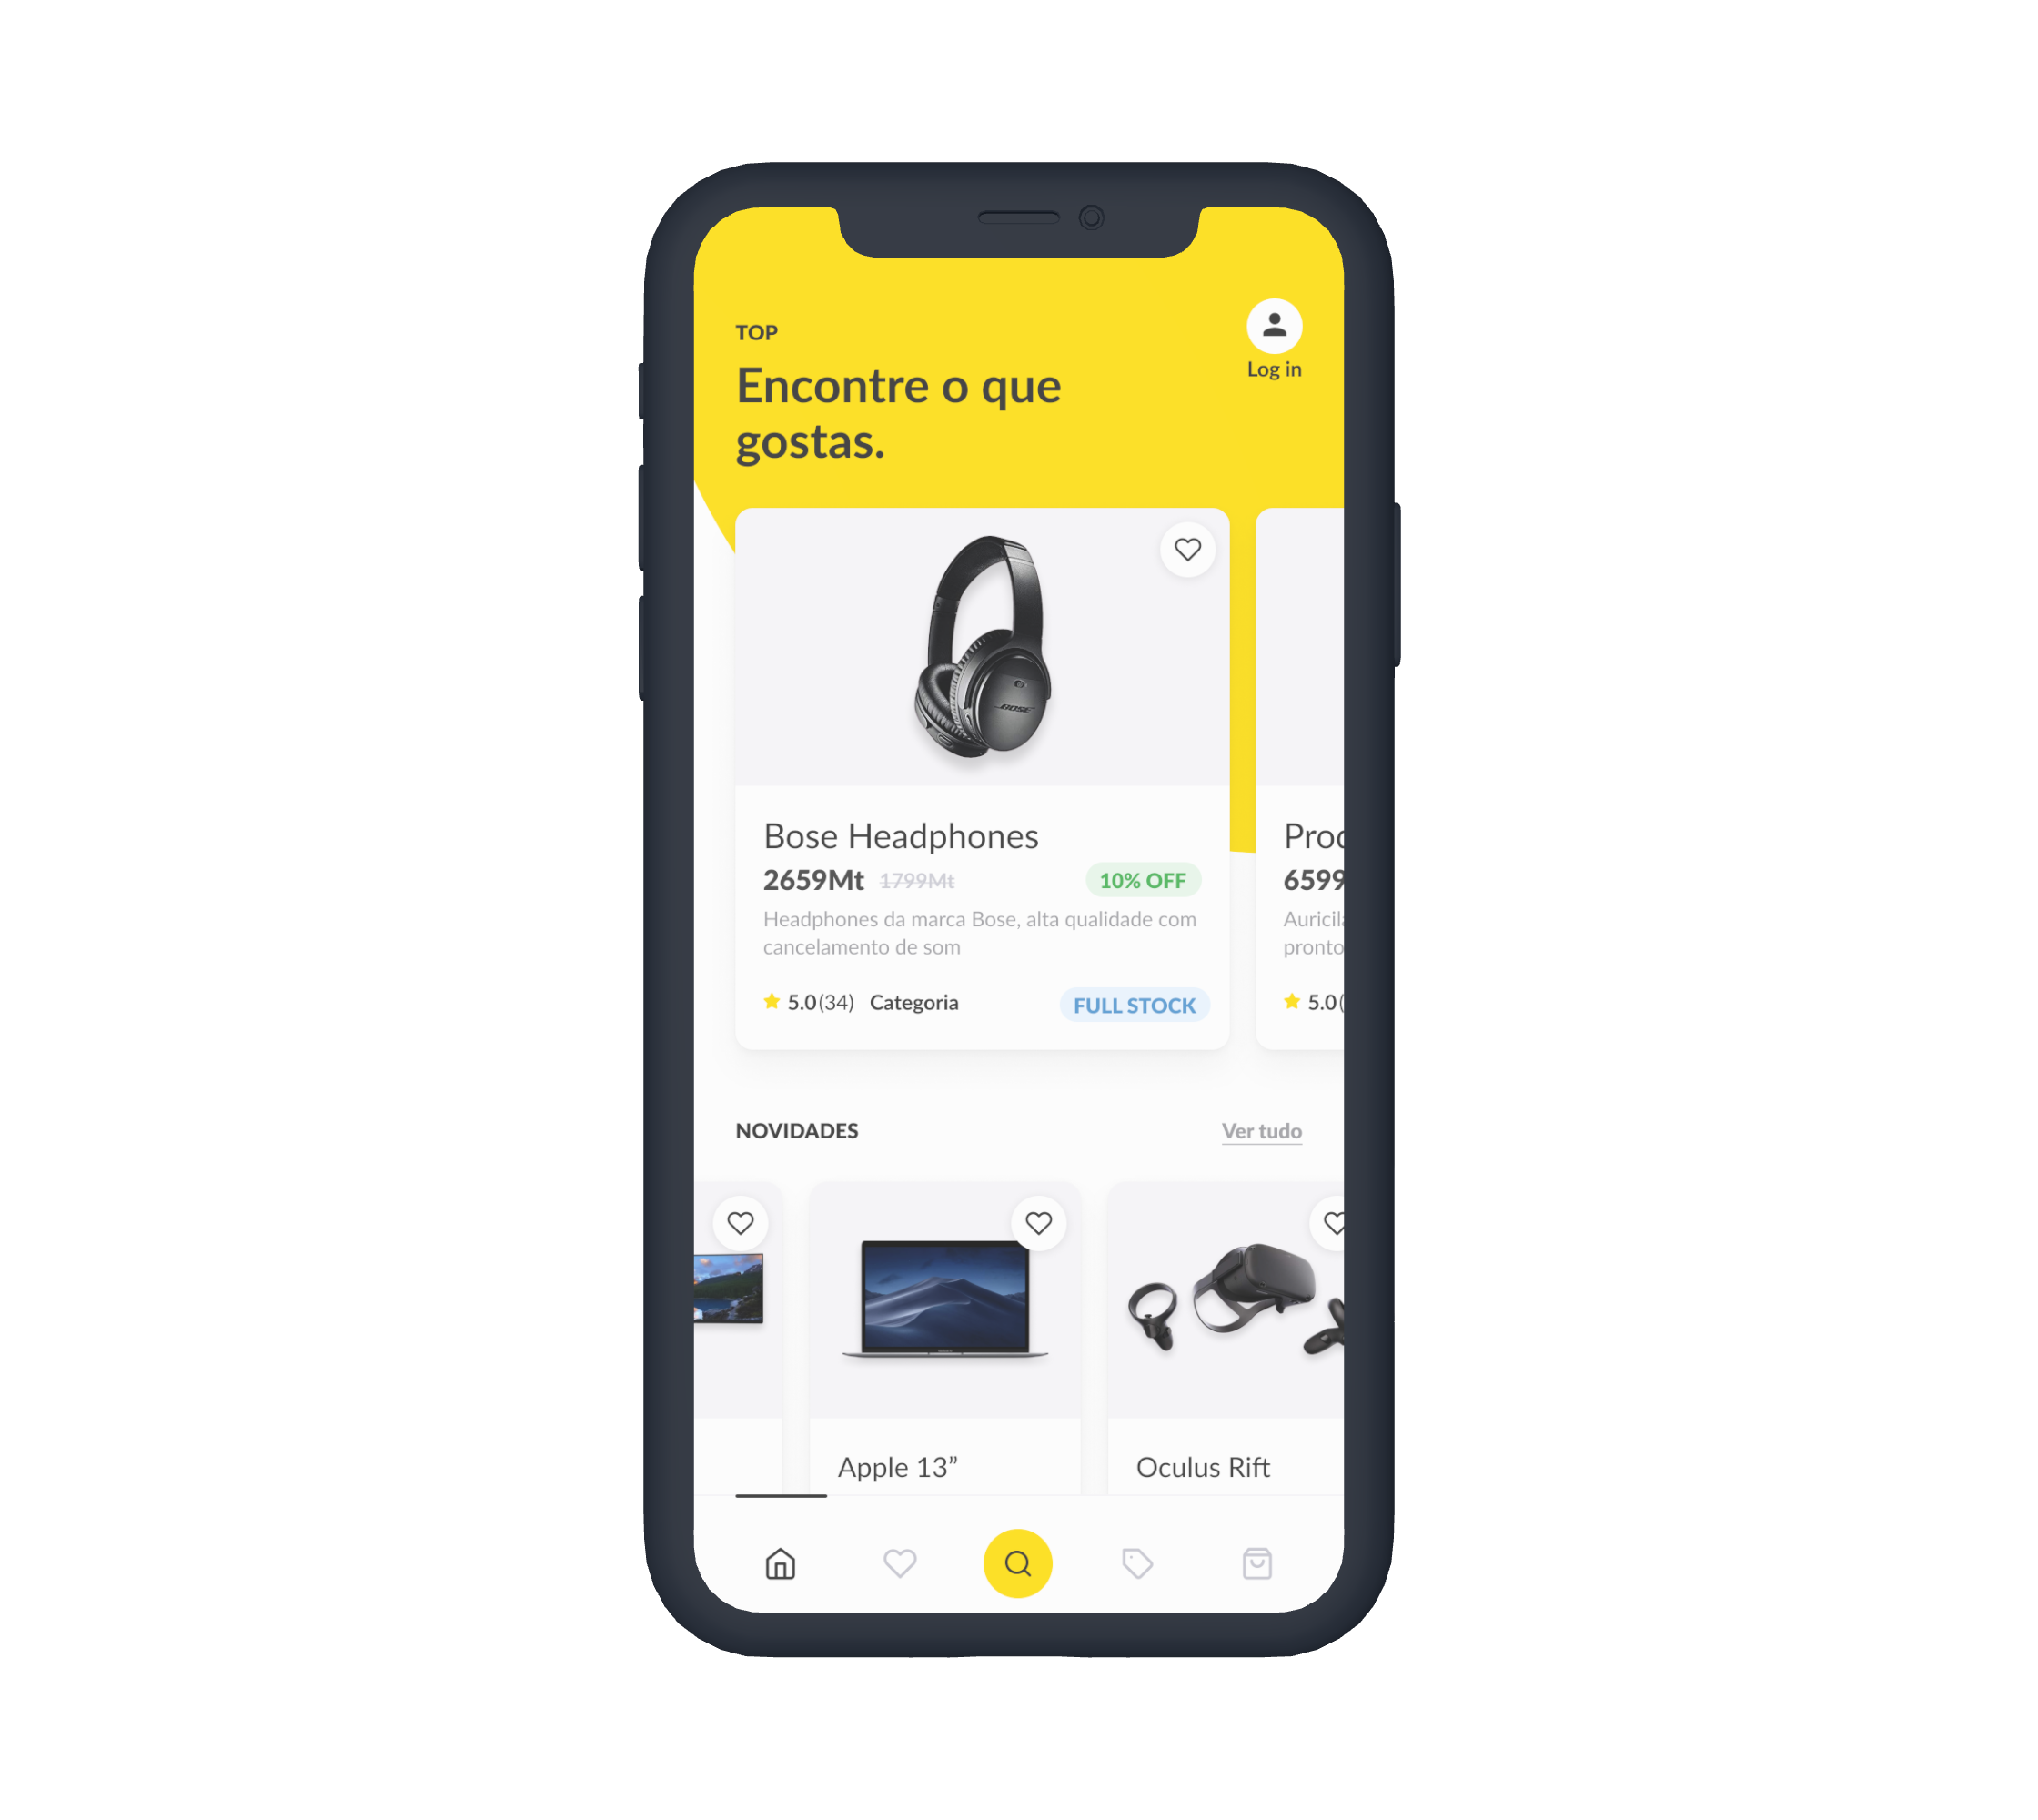 TOP
Log in
Encontre o que
gostas.
BOSE
Bose Headphones
2659Mt 1799Mt 10% OFF
Headphones da marca Bose, alta qualidade com
cancelamento de som
5.0(34) Categoria FULL STOCK
Prod
6599
Auricil
pronto
5.0(
NOVIDADES Ver tudo
Apple 13”
Oculus Rift